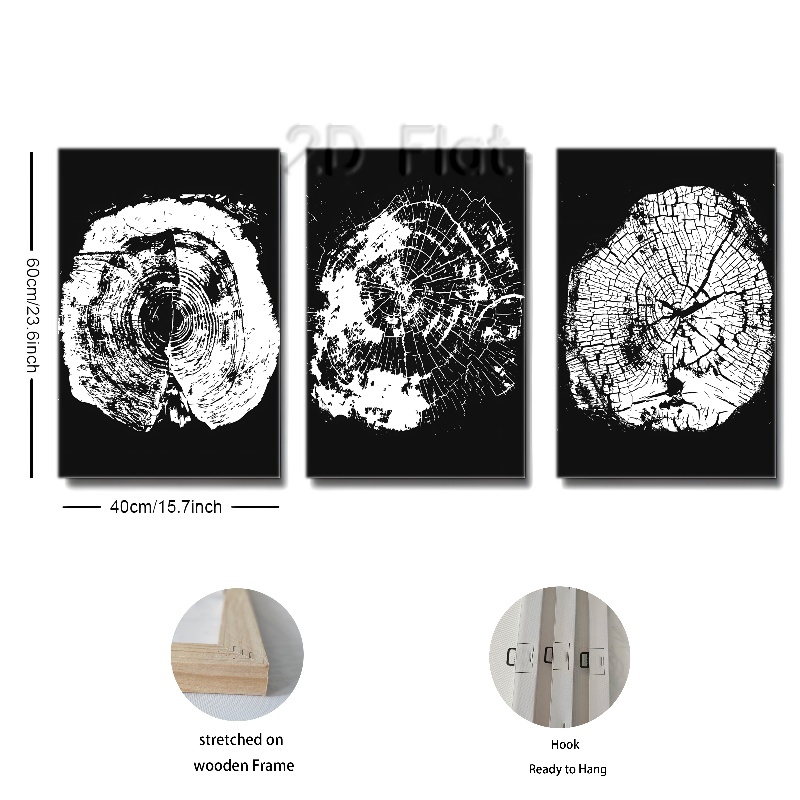 2D Flat
60cm/23.6inch
40cm/15.7inch
stretched on
wooden Frame
Hook
Ready to Hang